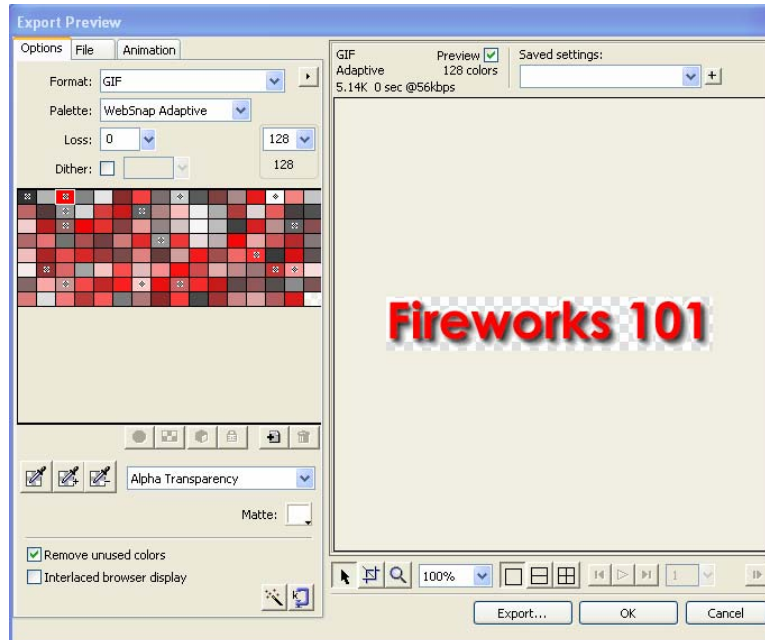 Export Preview
Options File Animation
Format: GIF
Palette: WebSnap Adaptive
Loss: 0 128
Dither: 128
Alpha Transparency
Matte:
Remove unused colors
Interlaced browser display
GIF Preview Saved settings:
Adaptive 128 colors
5.14K 0 sec @56kbps
Fireworks 101
100% 1
Export... OK Cancel